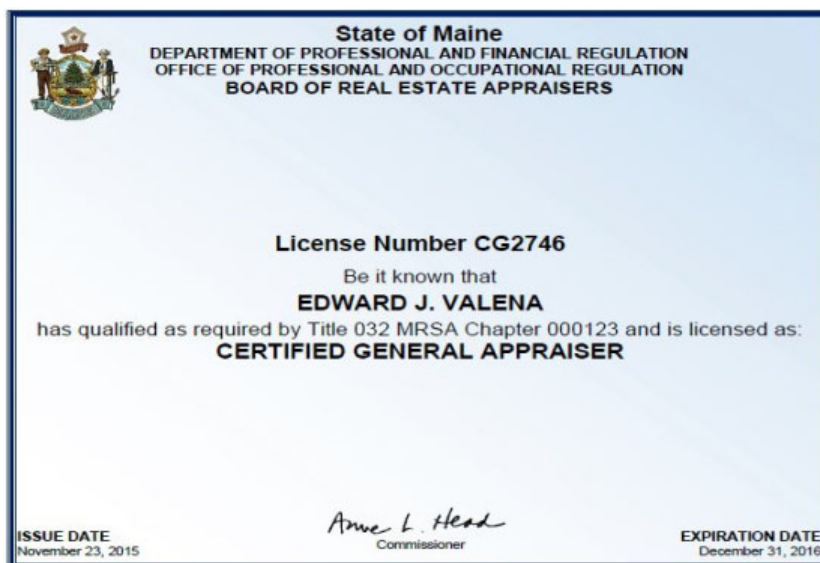 State of Maine
DEPARTMENT OF PROFESSIONAL AND FINANCIAL REGULATION
OFFICE OF PROFESSIONAL AND OCCUPATIONAL REGULATION
BOARD OF REAL ESTATE APPRAISERS
License Number CG2746
Be it known that
EDWARD J. VALENA
has qualified as required by Title 032 MRSA Chapter 000123 and is licensed as:
CERTIFIED GENERAL APPRAISER
Anne L. Head
Commissioner
ISSUE DATE
November 23, 2015
EXPIRATION DATE
December 31, 2016